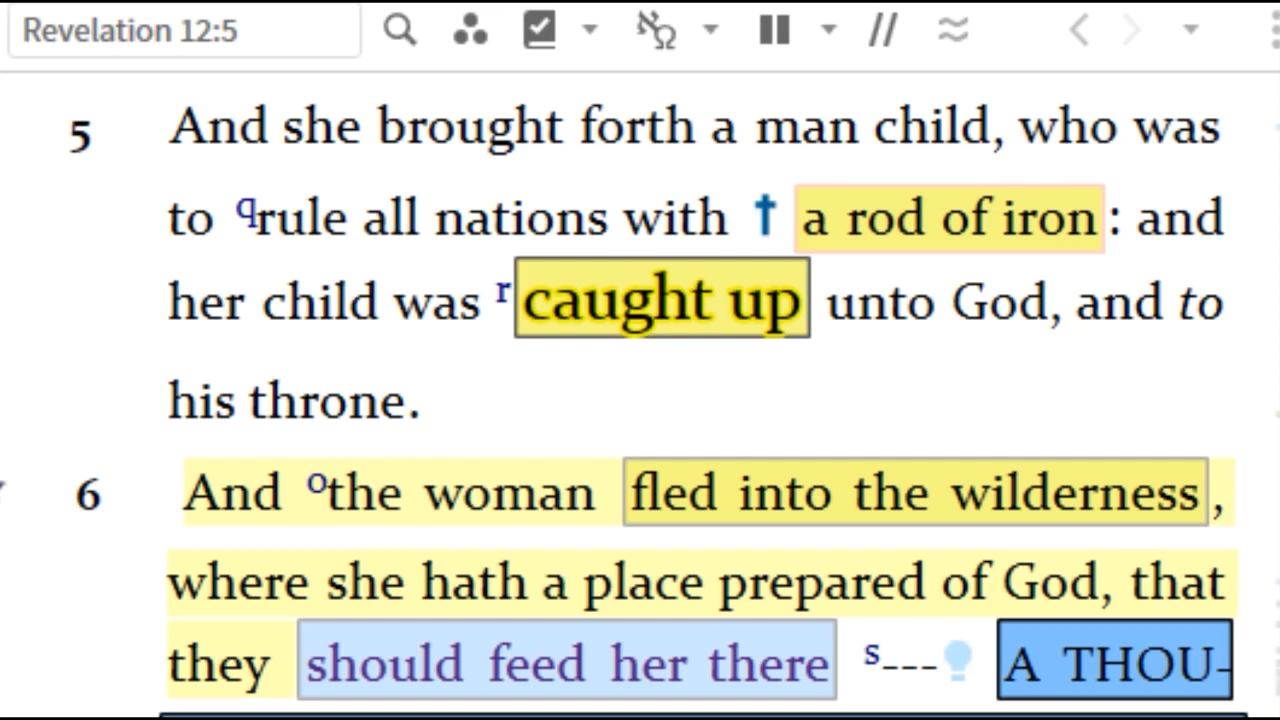 Revelation 12:5
5 And she brought forth a man child, who was
to qrule all nations with † a rod of iron: and
her child was rcaught up unto God, and to
his throne.
6 And othe woman fled into the wilderness,
where she hath a place prepared of God, that
they should feed her there s--- A THOU-